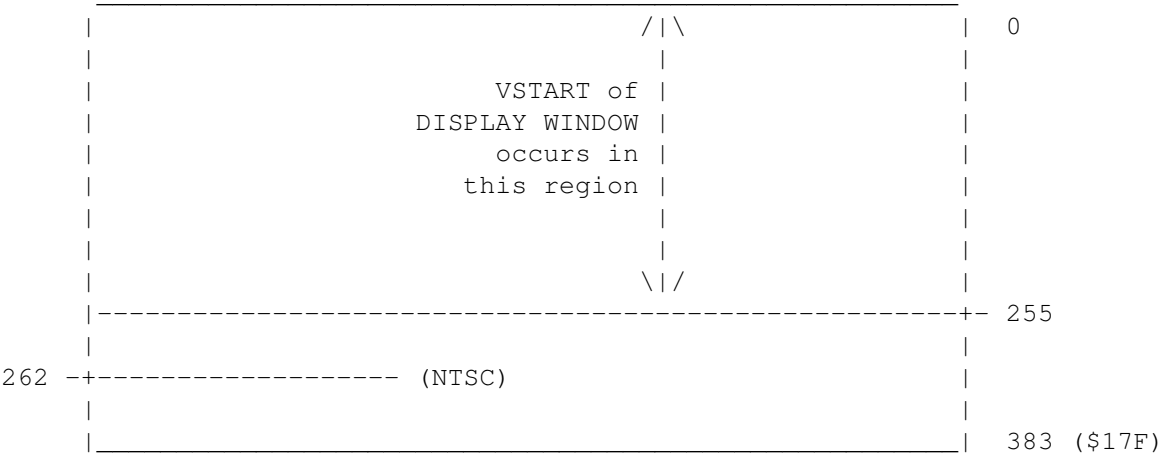 0
VSTART of
DISPLAY WINDOW
occurs in
this region
255
262 (NTSC)
383 ($17F)